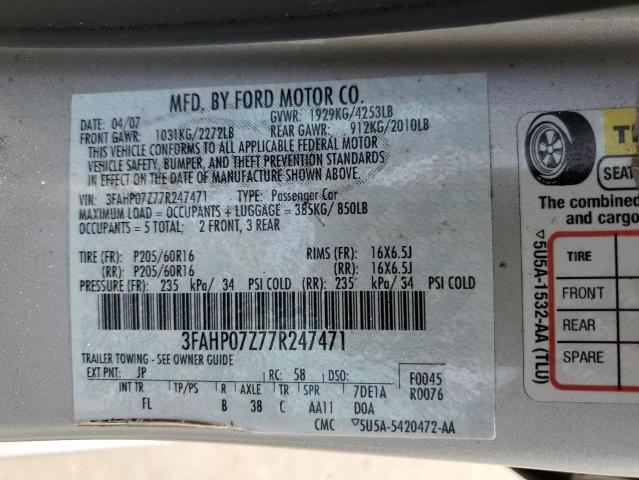 MFD. BY FORD MOTOR CO.
DATE: 04/07 GVWR: 1929KG/4253LB
FRONT GAWR: 1031KG/2272LB REAR GAWR: 912KG/2010LB
THIS VEHICLE CONFORMS TO ALL APPLICABLE FEDERAL MOTOR
VEHICLE SAFETY, BUMPER, AND THEFT PREVENTION STANDARDS
IN EFFECT ON THE DATE OF MANUFACTURE SHOWN ABOVE.
VIN: 3FAHP07Z77R247471 TYPE: Passenger Car
MAXIMUM LOAD = OCCUPANTS + LUGGAGE = 385KG/ 850LB
OCCUPANTS = 5 TOTAL: 2 FRONT, 3 REAR
TIRE (FR): P205/60R16 RIMS (FR): 16X6.5J
(RR): P205/60R16 (RR): 16X6.5J
PRESSURE (FR): 235 kPa/ 34 PSI COLD (RR): 235 kPa/ 34 PSI COLD
3FAHP07Z77R247471
TRAILER TOWING - SEE OWNER GUIDE
EXT PNT: JP RC: 58 DSO: F0045
INT TR TP/PS R AXLE TR SPR 7DE1A R0076
FL B 38 C AA11 DOA
CMC ▽5U5A-5420472-AA
SEAT
The combined
and cargo
TIRE
FRONT
REAR
SPARE
▽5U5A-1532-AA (TLU)